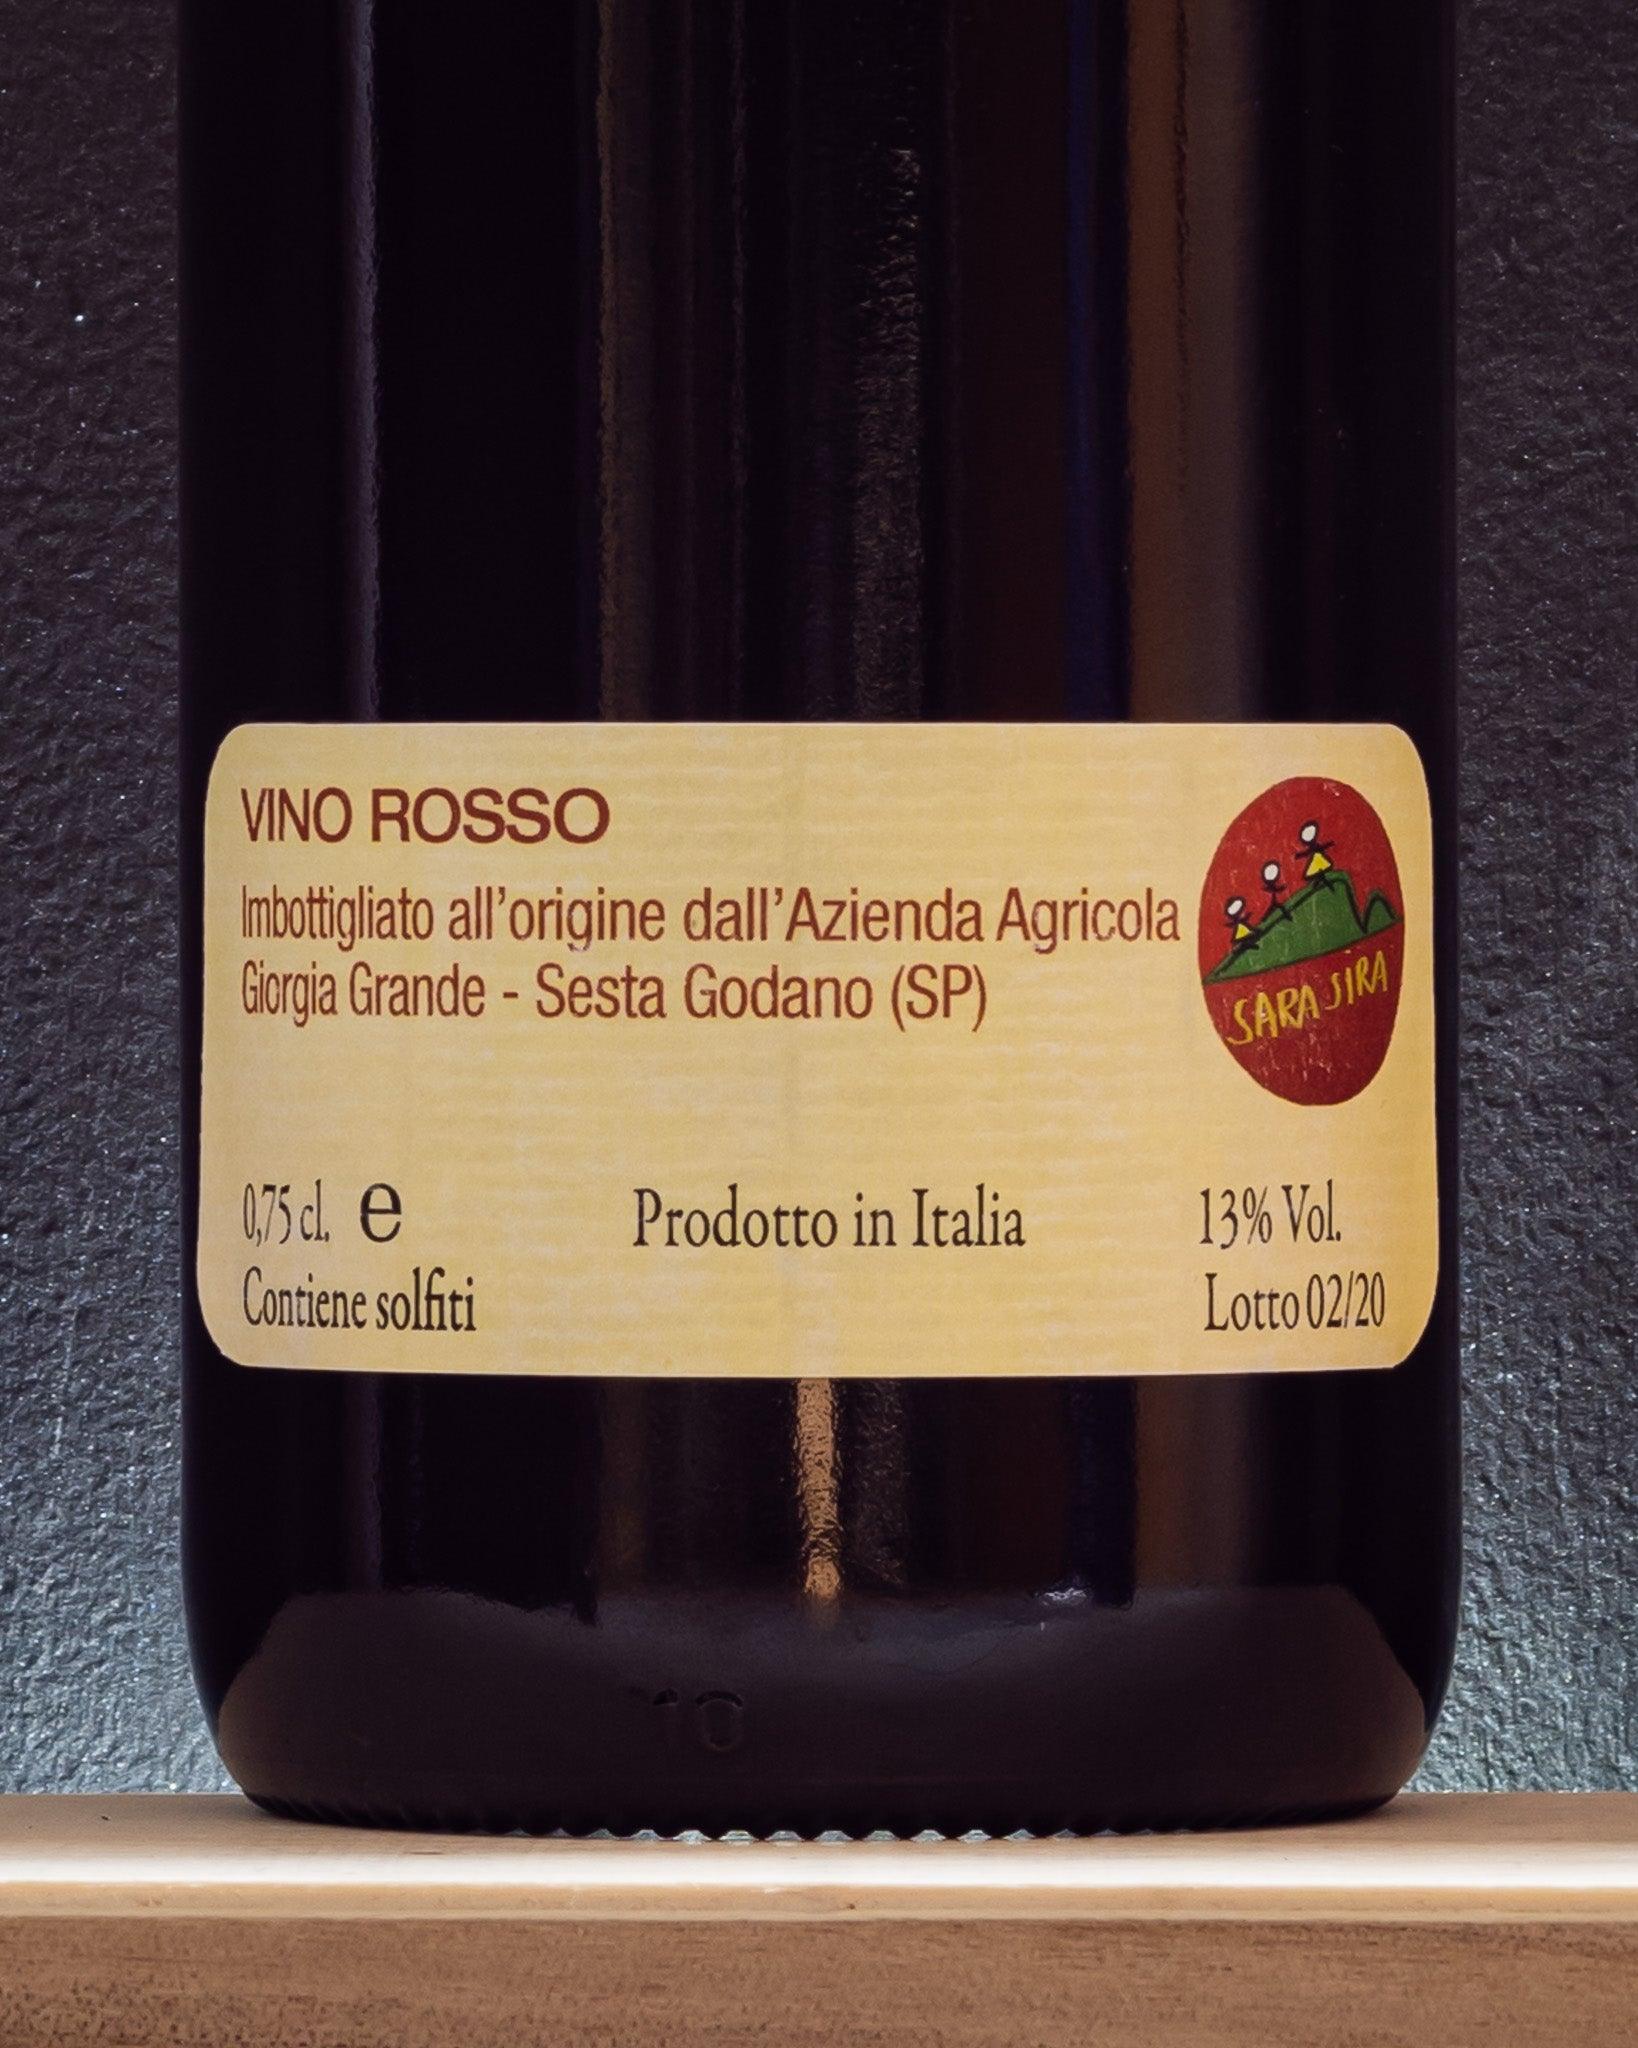 VINO ROSSO
Imbottigliato all'origine dall'Azienda Agricola
Giorgia Grande - Sesta Godano (SP)
SARA SIRA
0,75 cl. e
Prodotto in Italia
13% Vol.
Contiene solfiti
Lotto 02/20
10